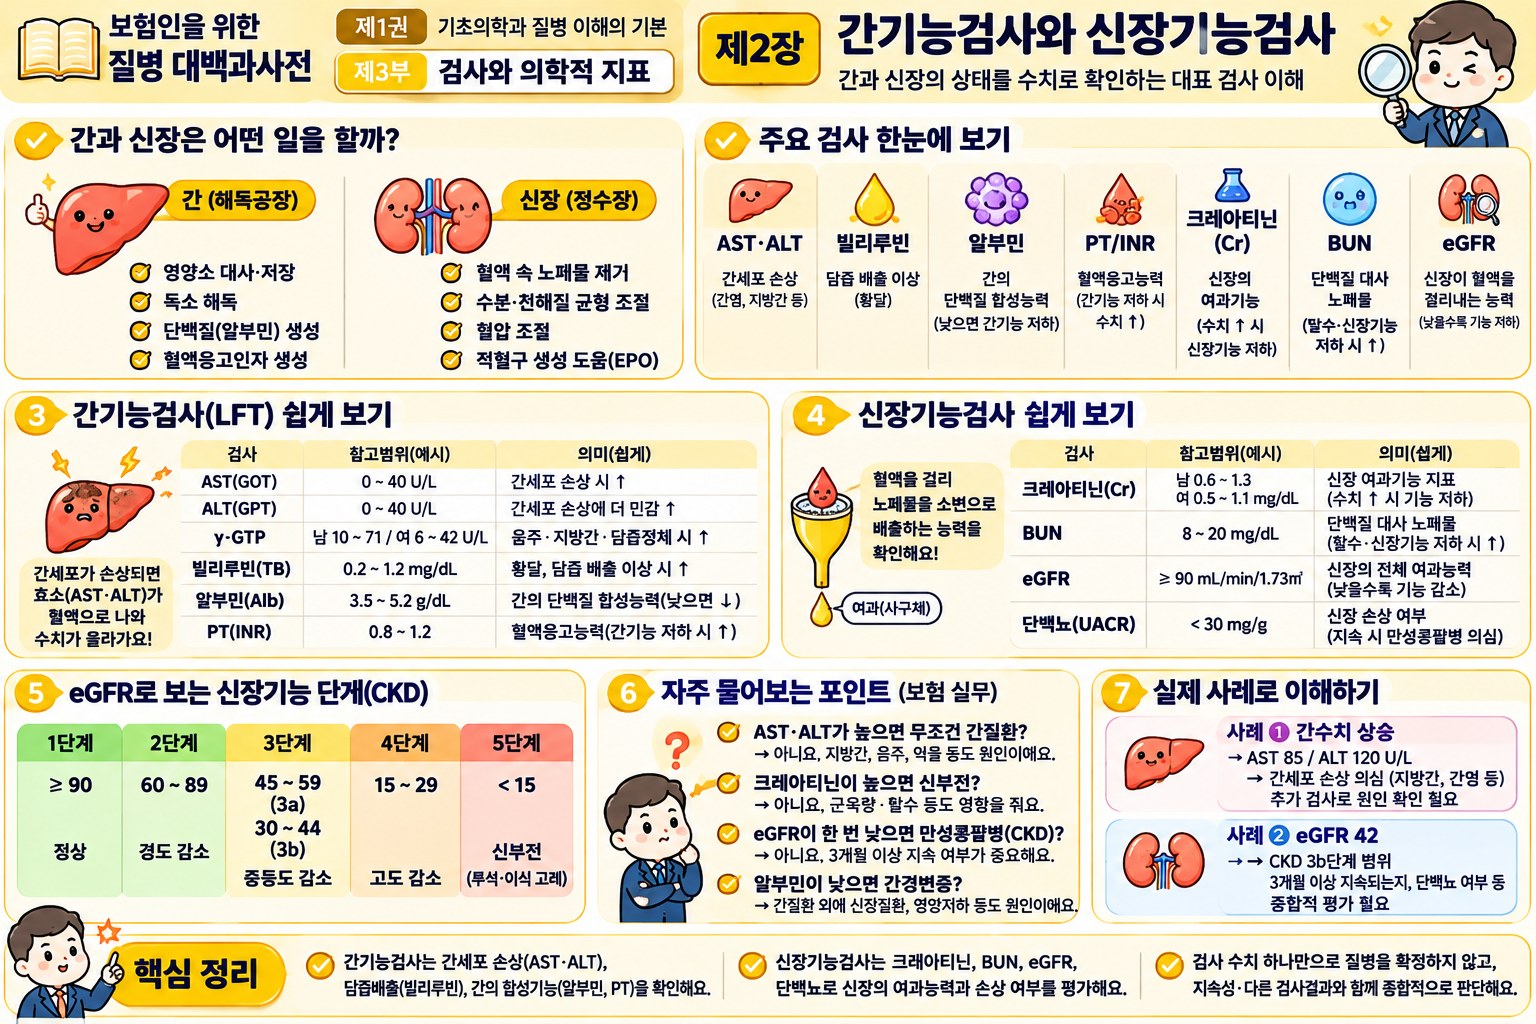 보험인을 위한
질병 대백과사전
제1권 기초의학과 질병 이해의 기본
제3부 검사와 의학적 지표
제2장
간기능검사와 신장기능검사
간과 신장의 상태를 수치로 확인하는 대표 검사 이해
간과 신장은 어떤 일을 할까?
간 (해독공장)
영양소 대사·저장
독소 해독
단백질(알부민) 생성
혈액응고인자 생성
신장 (정수장)
혈액 속 노폐물 제거
수분·천해질 균형 조절
혈압 조절
적혈구 생성 도움(EPO)
주요 검사 한눈에 보기
AST·ALT
간세포 손상
(간염, 지방간 등)
빌리루빈
담즙 배출 이상
(황달)
알부민
간의
단백질 합성능력
(낮으면 간기능 저하)
PT/INR
혈액응고능력
(간기능 저하 시
수치 ↑)
크레아티닌
(Cr)
신장의
여과기능
(수치 ↑ 시
신장기능 저하)
BUN
단백질 대사
노폐물
(탈수·신장기능
저하 시 ↑)
eGFR
신장이 혈액을
걸리내는 능력
(낮을수록 기능 저하)
3 간기능검사(LFT) 쉽게 보기
간세포가 손상되면
효소(AST·ALT)가
혈액으로 나와
수치가 올라가요!
검사 참고범위(예시) 의미(쉽게)
AST(GOT) 0 ~ 40 U/L 간세포 손상 시 ↑
ALT(GPT) 0 ~ 40 U/L 간세포 손상에 더 민감 ↑
γ-GTP 남 10 ~ 71 / 여 6 ~ 42 U/L 음주·지방간·담즙정체 시 ↑
빌리루빈(TB) 0.2 ~ 1.2 mg/dL 황달, 담즙 배출 이상 시 ↑
알부민(Alb) 3.5 ~ 5.2 g/dL 간의 단백질 합성능력(낮으면 ↓)
PT(INR) 0.8 ~ 1.2 혈액응고능력(간기능 저하 시 ↑)
4 신장기능검사 쉽게 보기
혈액을 걸리
노폐물을 소변으로
배출하는 능력을
확인해요!
여과(사구체)
검사 참고범위(예시) 의미(쉽게)
크레아티닌(Cr) 남 0.6 ~ 1.3
여 0.5 ~ 1.1 mg/dL 신장 여과기능 지표
(수치 ↑ 시 기능 저하)
BUN 8 ~ 20 mg/dL 단백질 대사 노폐물
(할수·신장기능 저하 시 ↑)
eGFR ≥ 90 mL/min/1.73㎡ 신장의 전체 여과능력
(낮을수록 기능 감소)
단백뇨(UACR) < 30 mg/g 신장 손상 여부
(지속 시 만성콩팥병 의심)
5 eGFR로 보는 신장기능 단계(CKD)
1단계 2단계 3단계 4단계 5단계
≥ 90 60 ~ 89 45 ~ 59
(3a)
30 ~ 44
(3b) 15 ~ 29 < 15
정상 경도 감소 중등도 감소 고도 감소 신부전
(투석·이식 고려)
6 자주 물어보는 포인트 (보험 실무)
AST·ALT가 높으면 무조건 간질환?
→ 아니요, 지방간, 음주, 약물 등도 원인이에요.
크레아티닌이 높으면 신부전?
→ 아니요, 근육량·탈수 등도 영향을 줘요.
eGFR이 한 번 낮으면 만성콩팥병(CKD)?
→ 아니요, 3개월 이상 지속 여부가 중요해요.
알부민이 낮으면 간경변증?
→ 간질환 외에 신장질환, 영양저하 등도 원인이에요.
7 실제 사례로 이해하기
사례 1 간수치 상승
→ AST 85 / ALT 120 U/L
→ 간세포 손상 의심 (지방간, 간염 등)
추가 검사로 원인 확인 필요
사례 2 eGFR 42
→ → CKD 3b단계 범위
3개월 이상 지속되는지, 단백뇨 여부 등
종합적 평가 필요
핵심 정리
간기능검사는 간세포 손상(AST·ALT),
담즙배출(빌리루빈), 간의 합성기능(알부민, PT)을 확인해요.
신장기능검사는 크레아티닌, BUN, eGFR,
단백뇨로 신장의 여과능력과 손상 여부를 평가해요.
검사 수치 하나만으로 질병을 확정하지 않고,
지속성·다른 검사결과와 함께 종합적으로 판단해요.